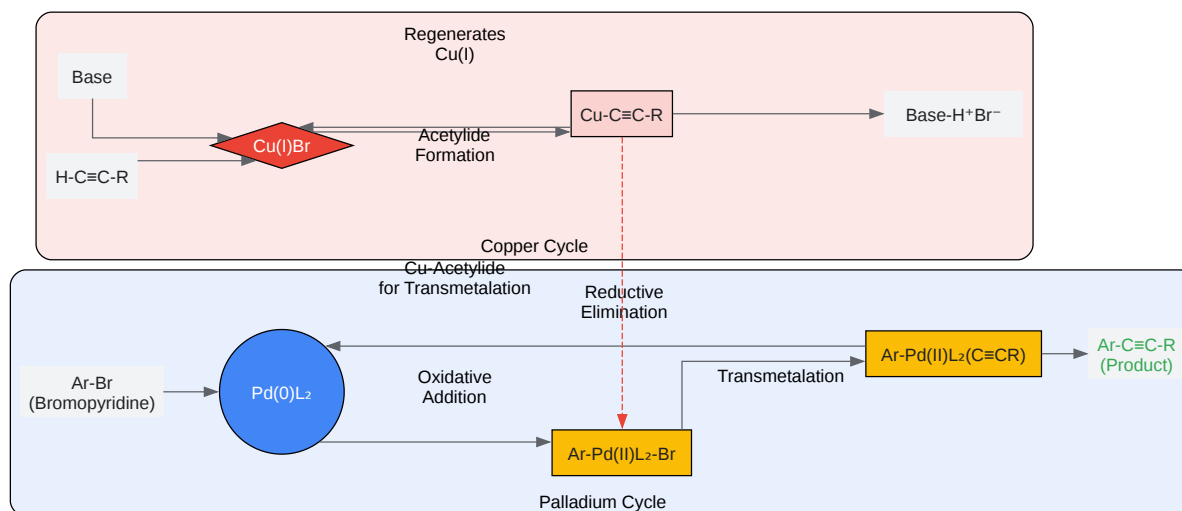 Regenerates
Cu(I)
Base
Cu(I)Br
H-C≡C-R
Acetylide
Formation
Cu-C≡C-R
Base-H⁺Br⁻
Copper Cycle
Cu-Acetylide
for Transmetalation
Reductive
Elimination
Ar-Br
(Bromopyridine)
Pd(0)L₂
Oxidative
Addition
Ar-Pd(II)L₂-Br
Transmetalation
Ar-Pd(II)L₂(C≡CR)
Ar-C≡C-R
(Product)
Palladium Cycle